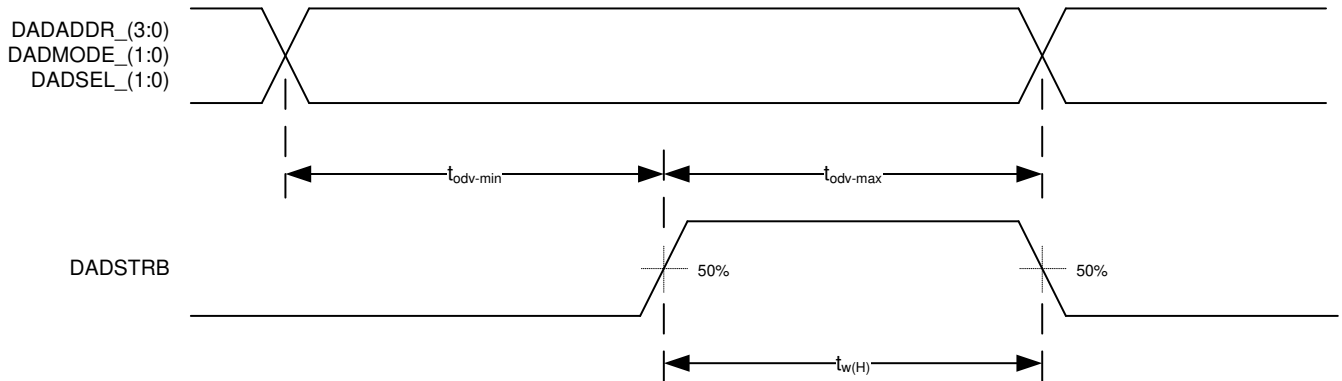 DADADDR_(3:0)
DADMODE_(1:0)
DADSEL_(1:0)
todv-min
todv-max
DADSTRB
50%
50%
tw(H)